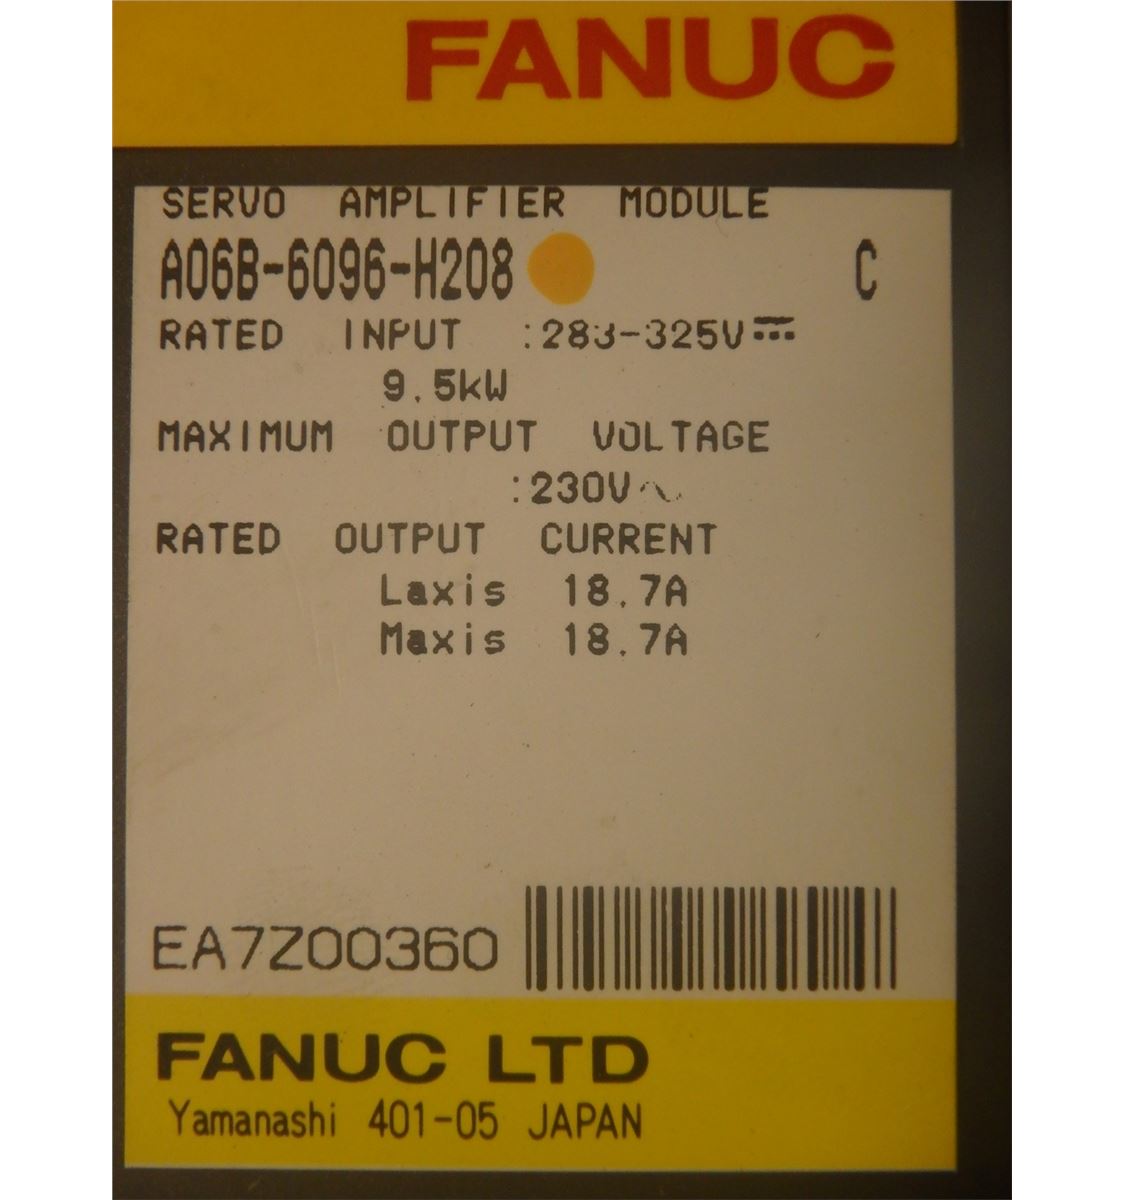 FANUC
SERVO AMPLIFIER MODULE
A06B-6096-H208 C
RATED INPUT :283-325V⎓
9.5kW
MAXIMUM OUTPUT VOLTAGE
:230V∿
RATED OUTPUT CURRENT
Laxis 18.7A
Maxis 18.7A
EA7Z00360
FANUC LTD
Yamanashi 401-05 JAPAN